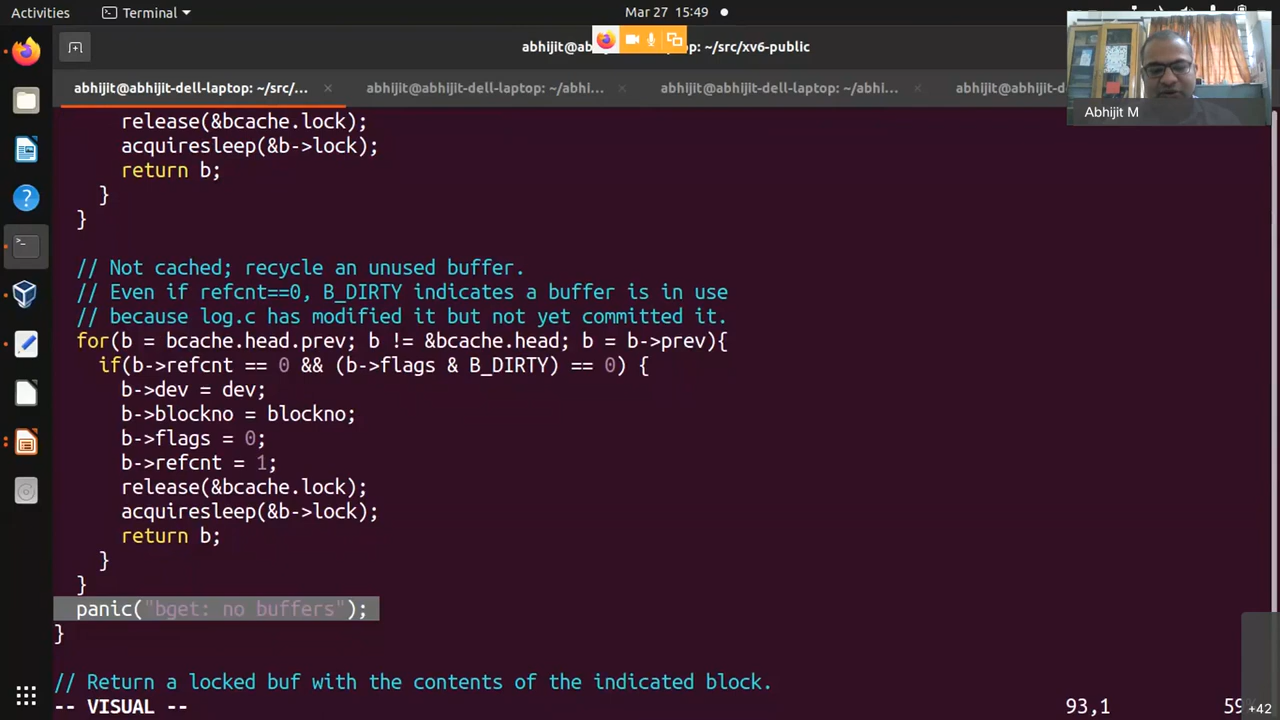 Activities
Terminal
Mar 27 15:49
abhijit@ab
op: ~/src/xv6-public
abhijit@abhijit-dell-laptop: ~/src/... ×
abhijit@abhijit-dell-laptop: ~/abhi... ×
abhijit@abhijit-dell-laptop: ~/abhi... ×
abhijit@abhijit-d
Abhijit M
release(&bcache.lock);
acquiresleep(&b->lock);
return b;
}
}
// Not cached; recycle an unused buffer.
// Even if refcnt==0, B_DIRTY indicates a buffer is in use
// because log.c has modified it but not yet committed it.
for(b = bcache.head.prev; b != &bcache.head; b = b->prev){
if(b->refcnt == 0 && (b->flags & B_DIRTY) == 0) {
b->dev = dev;
b->blockno = blockno;
b->flags = 0;
b->refcnt = 1;
release(&bcache.lock);
acquiresleep(&b->lock);
return b;
}
}
panic("bget: no buffers");
}
// Return a locked buf with the contents of the indicated block.
-- VISUAL -- 93,1 59
+42